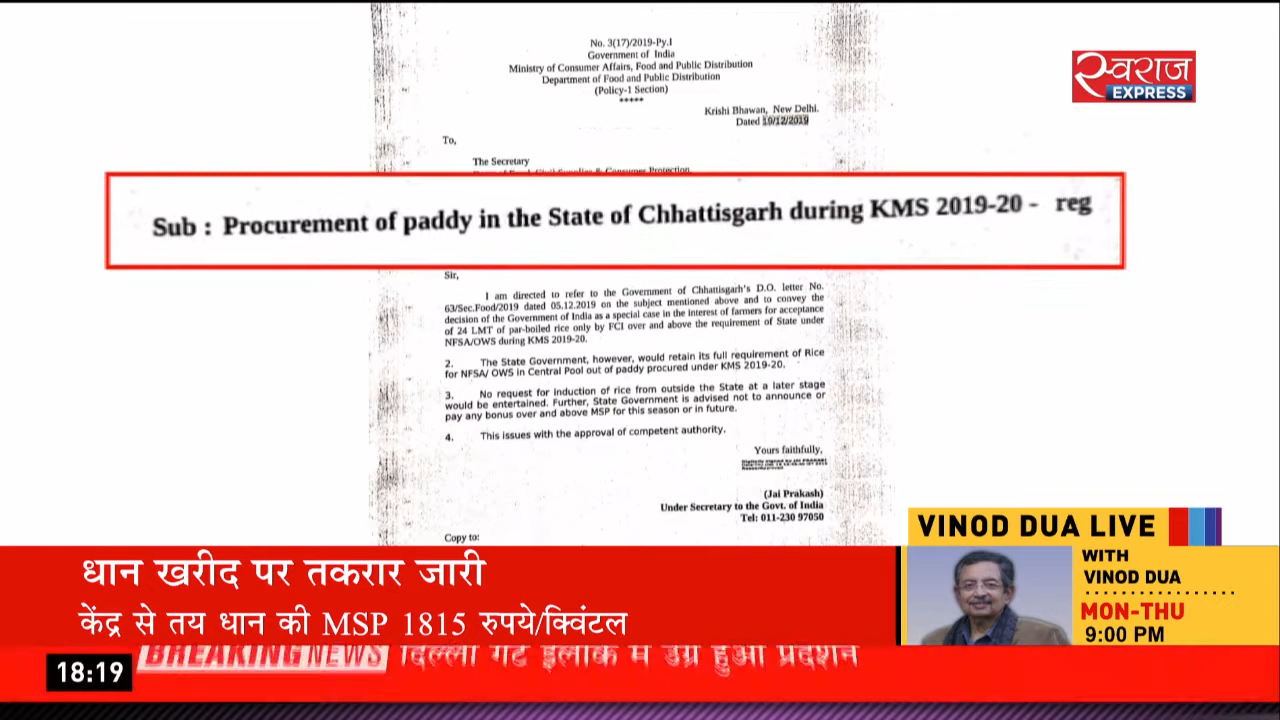 No. 3(17)/2019-Py.I
Government of India
Ministry of Consumer Affairs, Food and Public Distribution
Department of Food and Public Distribution
(Policy-1 Section)
*****
Krishi Bhawan, New Delhi.
Dated 19/12/2019
To,
The Secretary
Sub : Procurement of paddy in the State of Chhattisgarh during KMS 2019-20 - reg
Sir,
I am directed to refer to the Government of Chhattisgarh's D.O. letter No.
63/Sec.Food/2019 dated 05.12.2019 on the subject mentioned above and to convey the
decision of the Government of India as a special case in the interest of farmers for acceptance
of 24 LMT of par-boiled rice only by FCI over and above the requirement of State under
NFSA/OWS during KMS 2019-20.
2. The State Government, however, would retain its full requirement of Rice
for NFSA/ OWS in Central Pool out of paddy procured under KMS 2019-20.
3. No request for induction of rice from outside the State at a later stage
would be entertained. Further, State Government is advised not to announce or
pay any bonus over and above MSP for this season or in future.
4. This issues with the approval of competent authority.
Yours faithfully,
(Jai Prakash)
Under Secretary to the Govt. of India
Tel: 011-230 97050
Copy to:
स्वराज
EXPRESS
VINOD DUA LIVE
WITH
VINOD DUA
MON-THU
9:00 PM
धान खरीद पर तकरार जारी
केंद्र से तय धान की MSP 1815 रुपये/क्विंटल
18:19
BREAKING NEWS दिल्ली गेट इलाके में उग्र हुआ प्रदर्शन